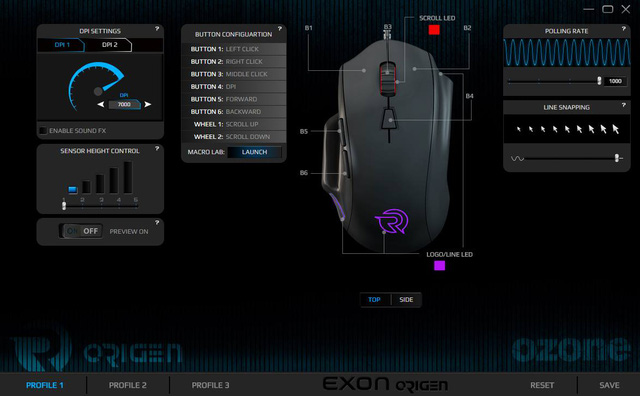 DPI SETTINGS ?
DPI 1 DPI 2
DPI
7000
ENABLE SOUND FX
SENSOR HEIGHT CONTROL ?
1 2 3 4 5
?
OFF PREVIEW ON
BUTTON CONFIGUARTION ?
BUTTON 1: LEFT CLICK
BUTTON 2: RIGHT CLICK
BUTTON 3: MIDDLE CLICK
BUTTON 4: DPI
BUTTON 5: FORWARD
BUTTON 6: BACKWARD
WHEEL 1: SCROLL UP
WHEEL 2: SCROLL DOWN
MACRO LAB: LAUNCH
SCROLL LED
B1 B3 B2
B4
B5
B6
LOGO/LINE LED
TOP SIDE
POLLING RATE ?
1000
LINE SNAPPING ?
ORIGEN
ozone
PROFILE 1 PROFILE 2 PROFILE 3 EXON ORIGEN RESET SAVE